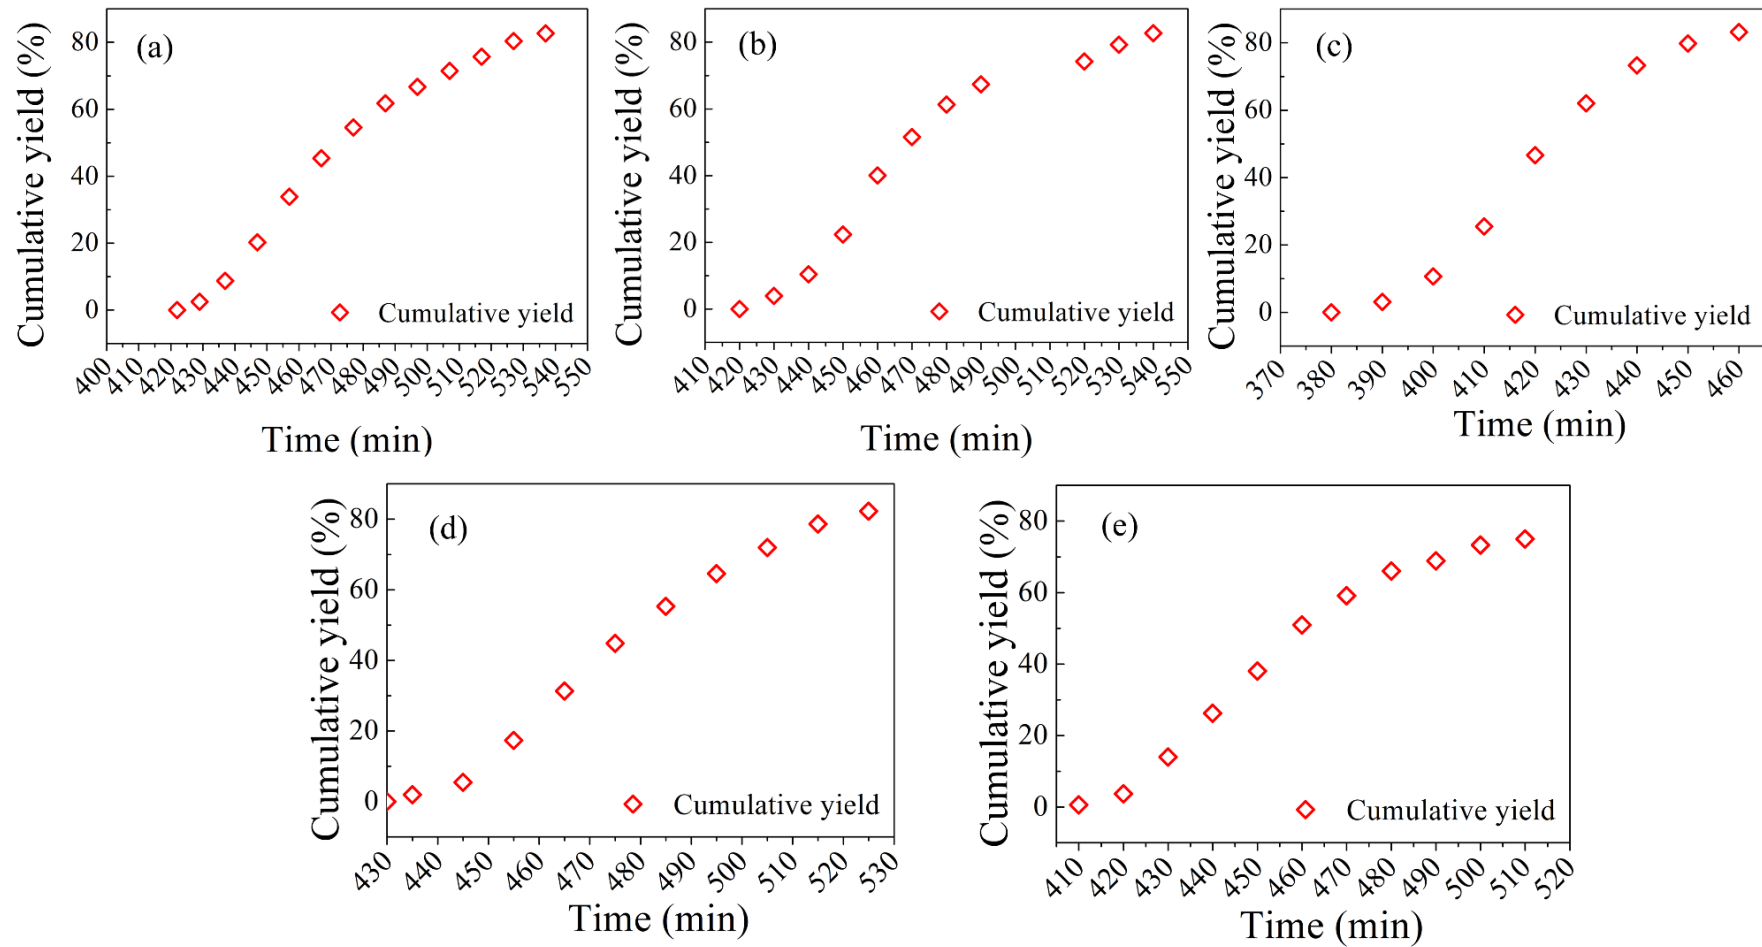 (a)
Cumulative yield (%)
80
60
40
20
0
Cumulative yield
400 410 420 430 440 450 460 470 480 490 500 510 520 530 540 550
Time (min)
(b)
Cumulative yield (%)
80
60
40
20
0
Cumulative yield
410 420 430 440 450 460 470 480 490 500 510 520 530 540 550
Time (min)
(c)
Cumulative yield (%)
80
60
40
20
0
Cumulative yield
370 380 390 400 410 420 430 440 450 460
Time (min)
(d)
Cumulative yield (%)
80
60
40
20
0
Cumulative yield
430 440 450 460 470 480 490 500 510 520 530
Time (min)
(e)
Cumulative yield (%)
80
60
40
20
0
Cumulative yield
410 420 430 440 450 460 470 480 490 500 510 520
Time (min)